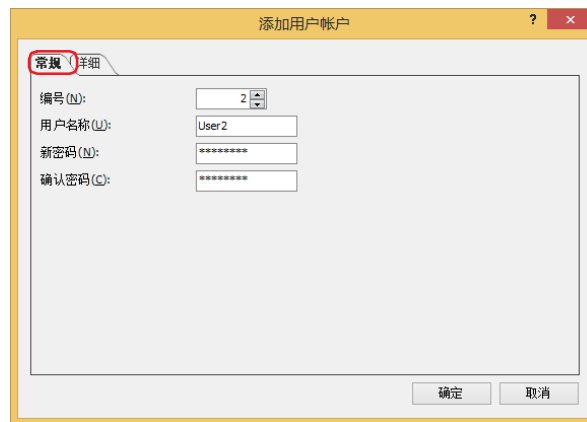 添加用户帐户
? ×
常规 详细
编号(N): 2
用户名称(U): User2
新密码(N): ********
确认密码(C): ********
确定 取消